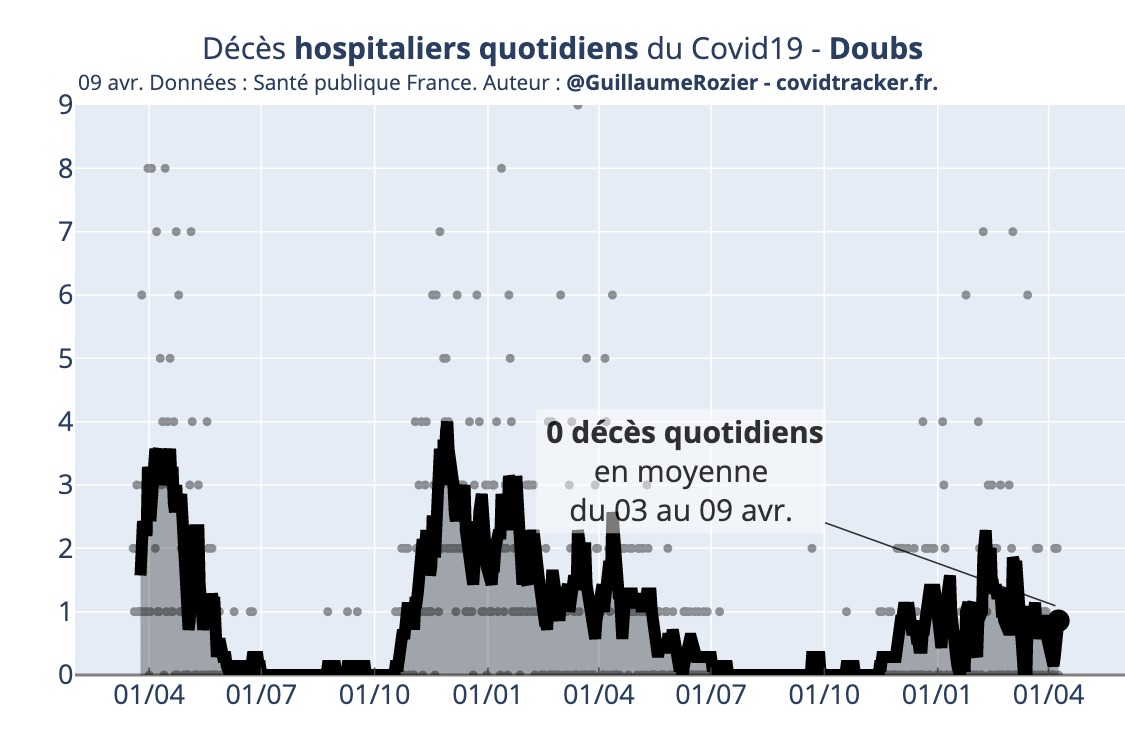 Décès hospitaliers quotidiens du Covid19 - Doubs
09 avr. Données : Santé publique France. Auteur : @GuillaumeRozier - covidtracker.fr.
9
8
7
6
5
4
3
2
1
0
0 décès quotidiens
en moyenne
du 03 au 09 avr.
01/04 01/07 01/10 01/01 01/04 01/07 01/10 01/01 01/04